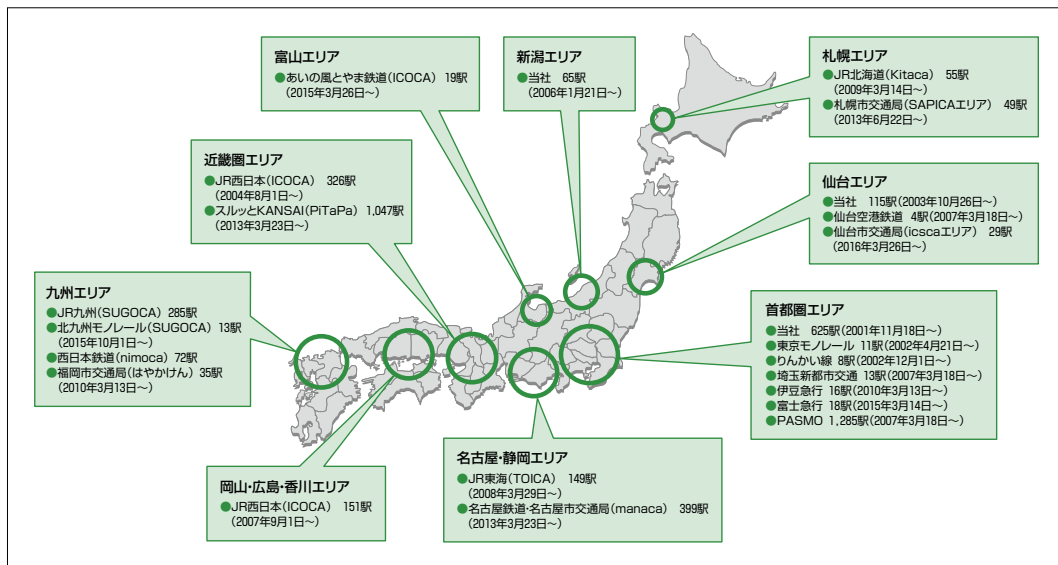 富山エリア
●あいの風とやま鉄道(ICOCA) 19駅
(2015年3月26日～)
新潟エリア
●当社 65駅
(2006年1月21日～)
札幌エリア
●JR北海道(Kitaca) 55駅
(2009年3月14日～)
●札幌市交通局(SAPICAエリア) 49駅
(2013年6月22日～)
近畿圏エリア
●JR西日本(ICOCA) 326駅
(2004年8月1日～)
●スルッとKANSAI(PiTaPa) 1,047駅
(2013年3月23日～)
仙台エリア
●当社 115駅(2003年10月26日～)
●仙台空港鉄道 4駅(2007年3月18日～)
●仙台市交通局(icscaエリア) 29駅
(2016年3月26日～)
九州エリア
●JR九州(SUGOCA) 285駅
●北九州モノレール(SUGOCA) 13駅
(2015年10月1日～)
●西日本鉄道(nimoca) 72駅
●福岡市交通局(はやかけん) 35駅
(2010年3月13日～)
首都圏エリア
●当社 625駅(2001年11月18日～)
●東京モノレール 11駅(2002年4月21日～)
●りんかい線 8駅(2002年12月1日～)
●埼玉新都市交通 13駅(2007年3月18日～)
●伊豆急行 16駅(2010年3月13日～)
●富士急行 18駅(2015年3月14日～)
●PASMO 1,285駅(2007年3月18日～)
岡山・広島・香川エリア
●JR西日本(ICOCA) 151駅
(2007年9月1日～)
名古屋・静岡エリア
●JR東海(TOICA) 149駅
(2008年3月29日～)
●名古屋鉄道・名古屋市交通局(manaca) 399駅
(2013年3月23日～)